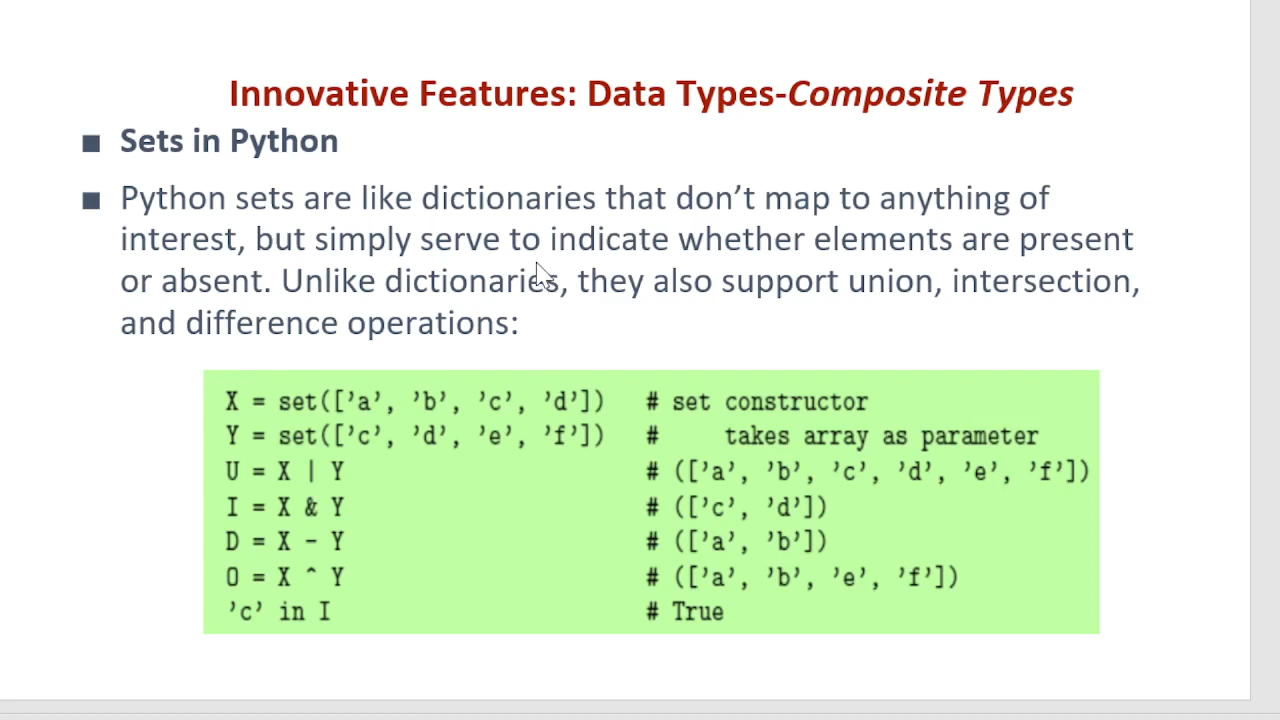 Innovative Features: Data Types-Composite Types
■ Sets in Python
■ Python sets are like dictionaries that don’t map to anything of
interest, but simply serve to indicate whether elements are present
or absent. Unlike dictionaries, they also support union, intersection,
and difference operations:
X = set([’a’, ’b’, ’c’, ’d’]) # set constructor
Y = set([’c’, ’d’, ’e’, ’f’]) # takes array as parameter
U = X | Y # ([’a’, ’b’, ’c’, ’d’, ’e’, ’f’])
I = X & Y # ([’c’, ’d’])
D = X - Y # ([’a’, ’b’])
O = X ^ Y # ([’a’, ’b’, ’e’, ’f’])
’c’ in I # True